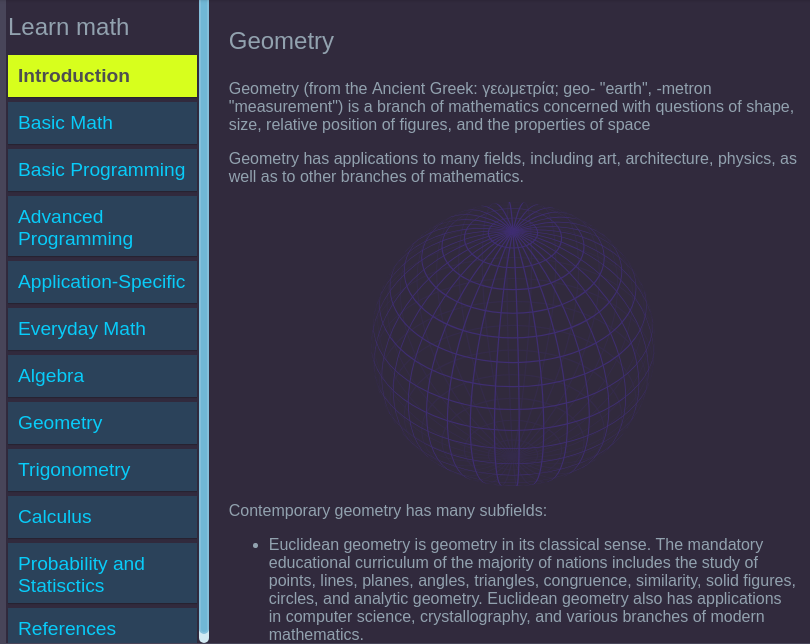 Learn math
Introduction
Basic Math
Basic Programming
Advanced
Programming
Application-Specific
Everyday Math
Algebra
Geometry
Trigonometry
Calculus
Probability and
Statisctics
References
Geometry
Geometry (from the Ancient Greek: γεωμετρία; geo- "earth", -metron
"measurement") is a branch of mathematics concerned with questions of shape,
size, relative position of figures, and the properties of space
Geometry has applications to many fields, including art, architecture, physics, as
well as to other branches of mathematics.
Contemporary geometry has many subfields:
• Euclidean geometry is geometry in its classical sense. The mandatory
educational curriculum of the majority of nations includes the study of
points, lines, planes, angles, triangles, congruence, similarity, solid figures,
circles, and analytic geometry. Euclidean geometry also has applications
in computer science, crystallography, and various branches of modern
mathematics.